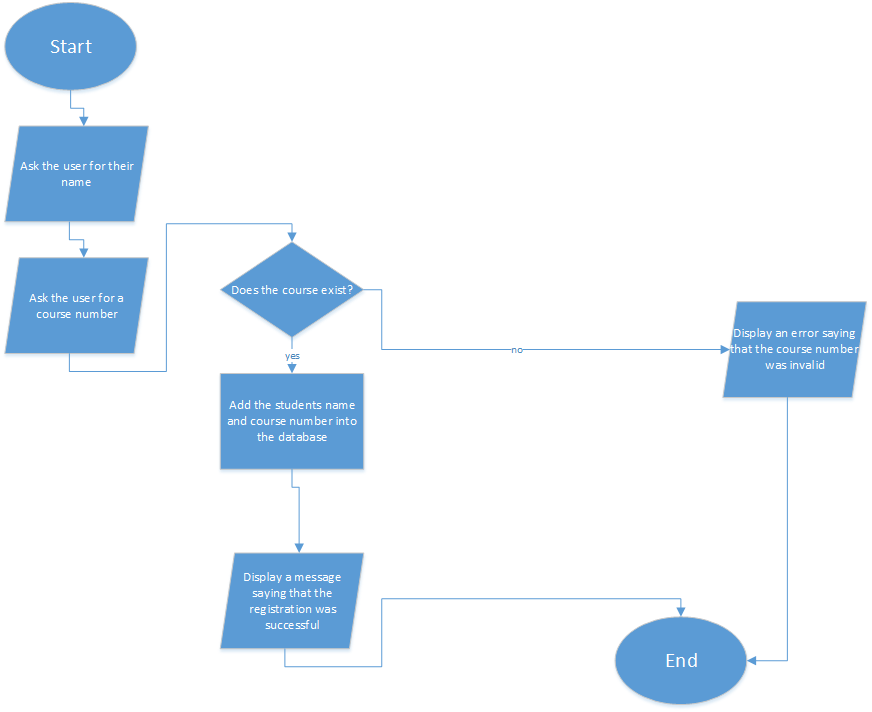 Start
Ask the user for their
name
Ask the user for a
course number
Does the course exist?
yes
no
Display an error saying
that the course number
was invalid
Add the students name
and course number into
the database
Display a message
saying that the
registration was
successful
End